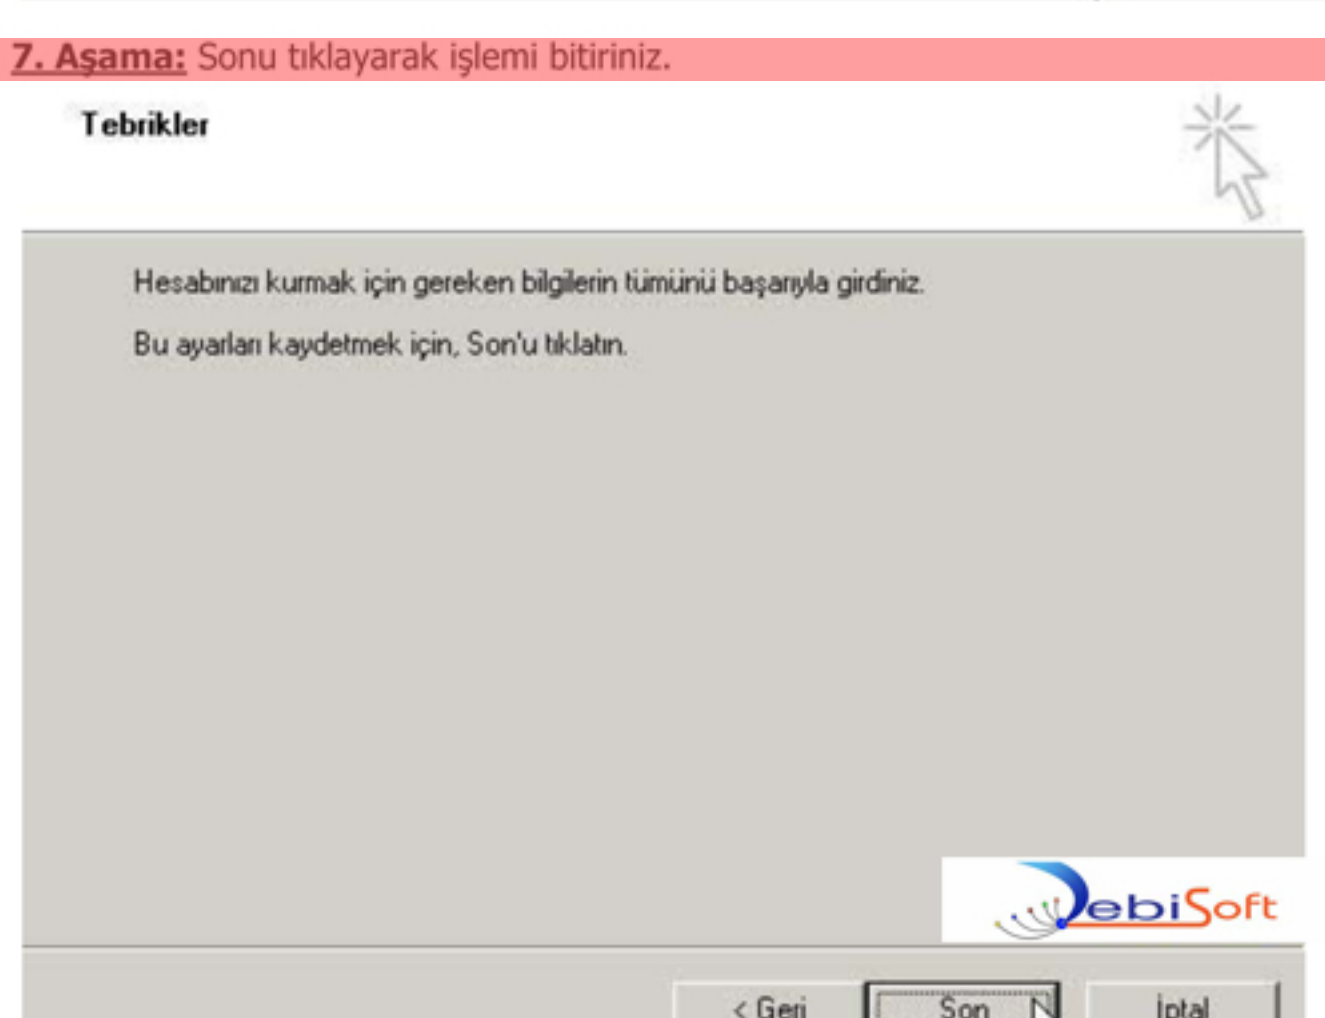 7. Aşama: Sonu tıklayarak işlemi bitiriniz.
Tebrikler
Hesabınızı kurmak için gereken bilgilerin tümünü başarıyla girdiniz.
Bu ayarları kaydetmek için, Son'u tıklatın.
DebiSoft
< Geri
Son
İptal